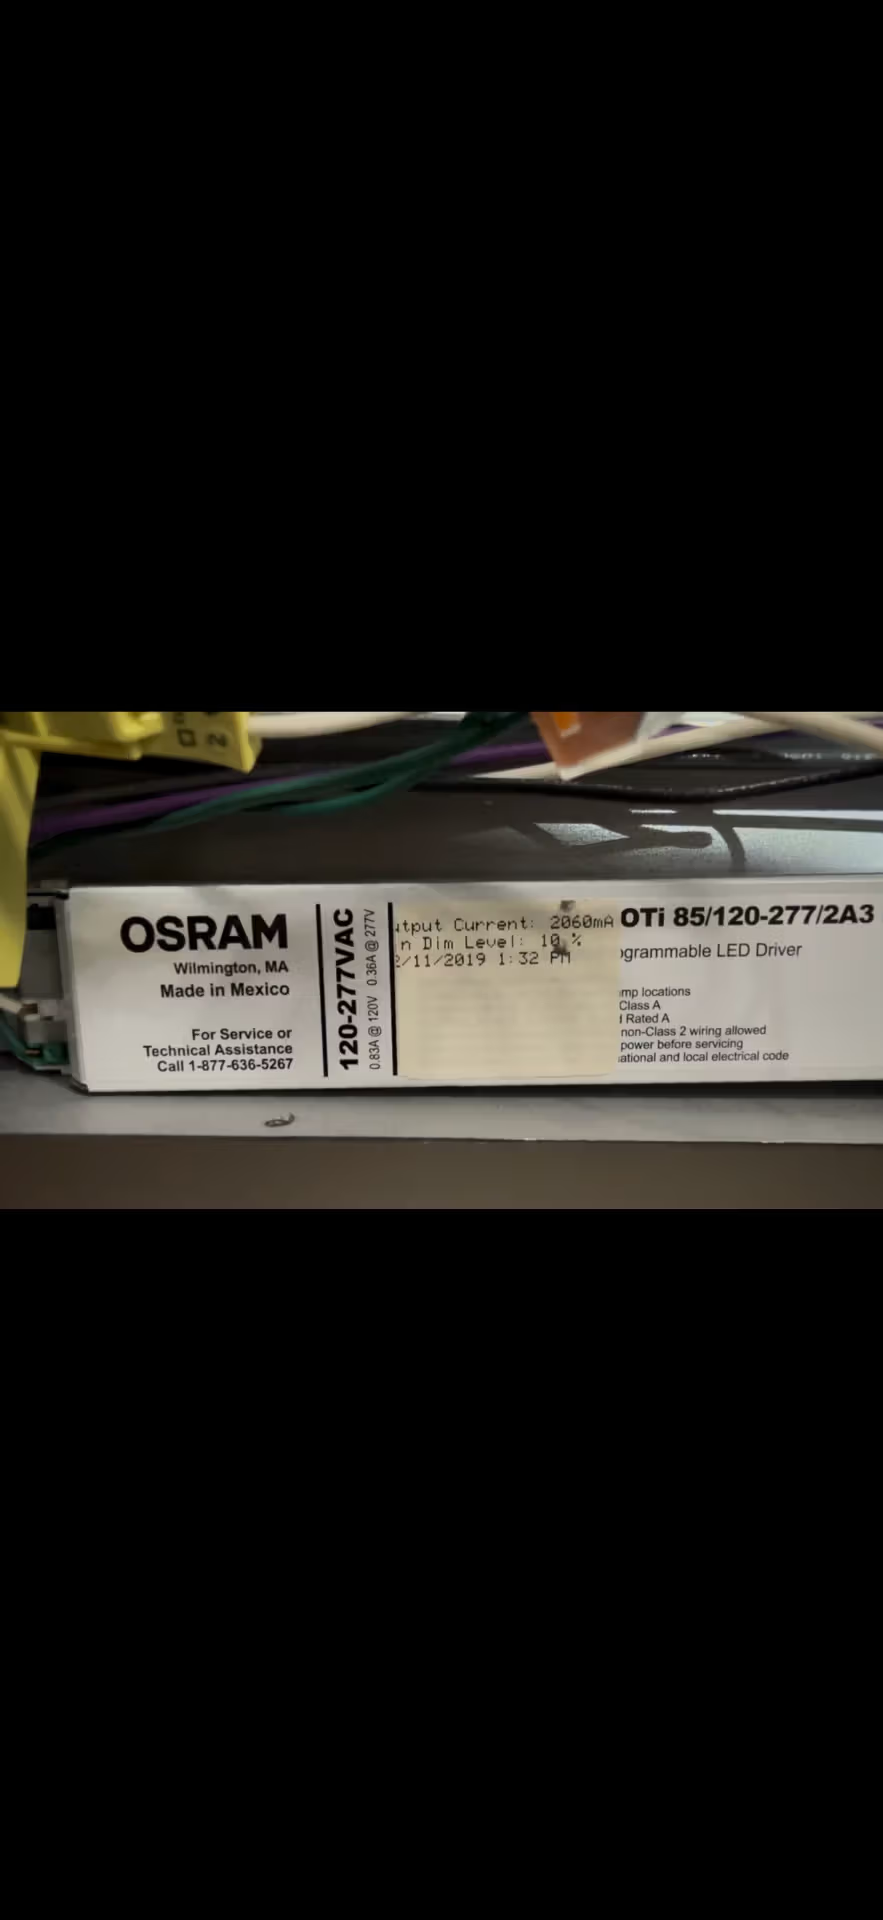 OSRAM
Wilmington, MA
Made in Mexico
For Service or
Technical Assistance
Call 1-877-636-5267
120-277VAC
0.83A @ 120V 0.36A @ 277V
utput Current: 2060mA
n Dim Level: 10 %
2/11/2019 1:32 PM
OTi 85/120-277/2A3
ogrammable LED Driver
mp locations
Class A
d Rated A
non-Class 2 wiring allowed
power before servicing
ational and local electrical code